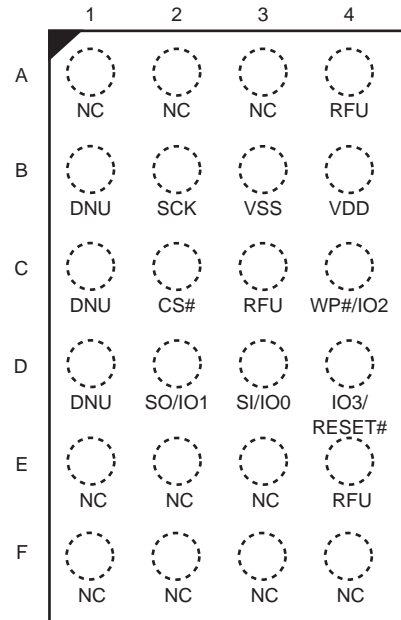 1 2 3 4
A
NC NC NC RFU
B
DNU SCK VSS VDD
C
DNU CS# RFU WP#/IO2
D
DNU SO/IO1 SI/IO0 IO3/
RESET#
E
NC NC NC RFU
F
NC NC NC NC